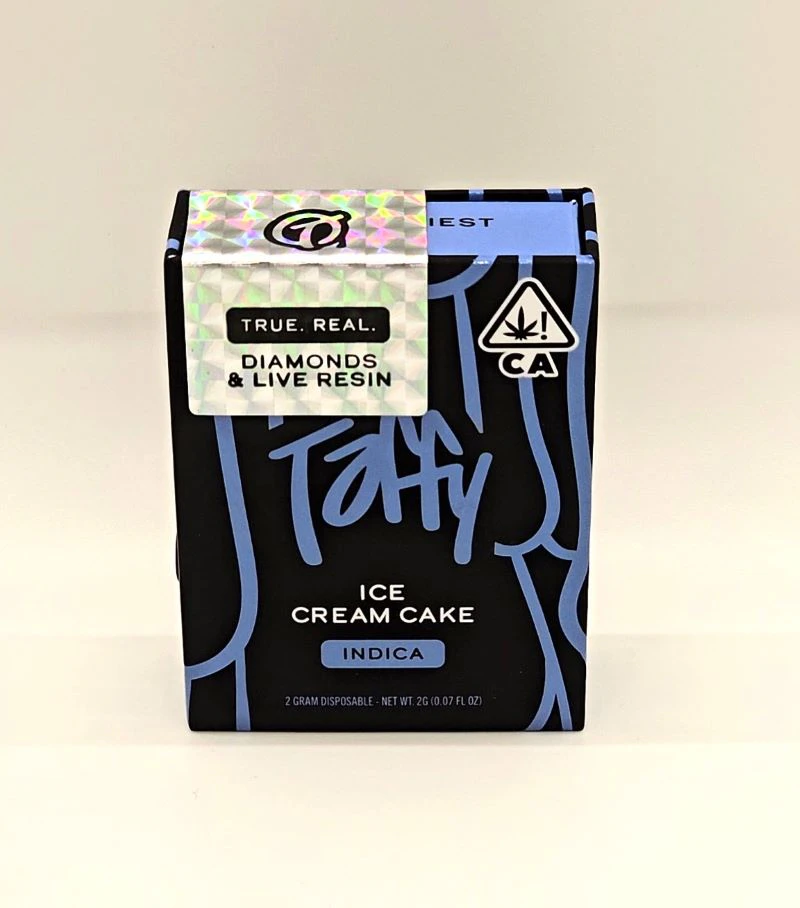 IEST
TRUE. REAL.
DIAMONDS
& LIVE RESIN
CA
Taffy
ICE
CREAM CAKE
INDICA
2 GRAM DISPOSABLE - NET WT. 2G (0.07 FL OZ)